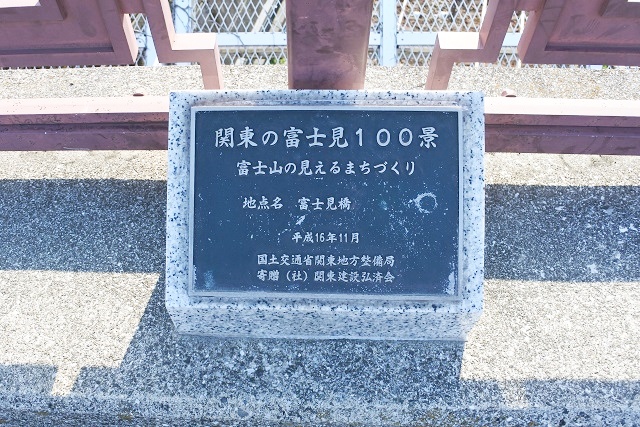 関東の富士見100景
富士山の見えるまちづくり
地点名 富士見橋
平成16年11月
国土交通省関東地方整備局
寄贈（社）関東建設弘済会